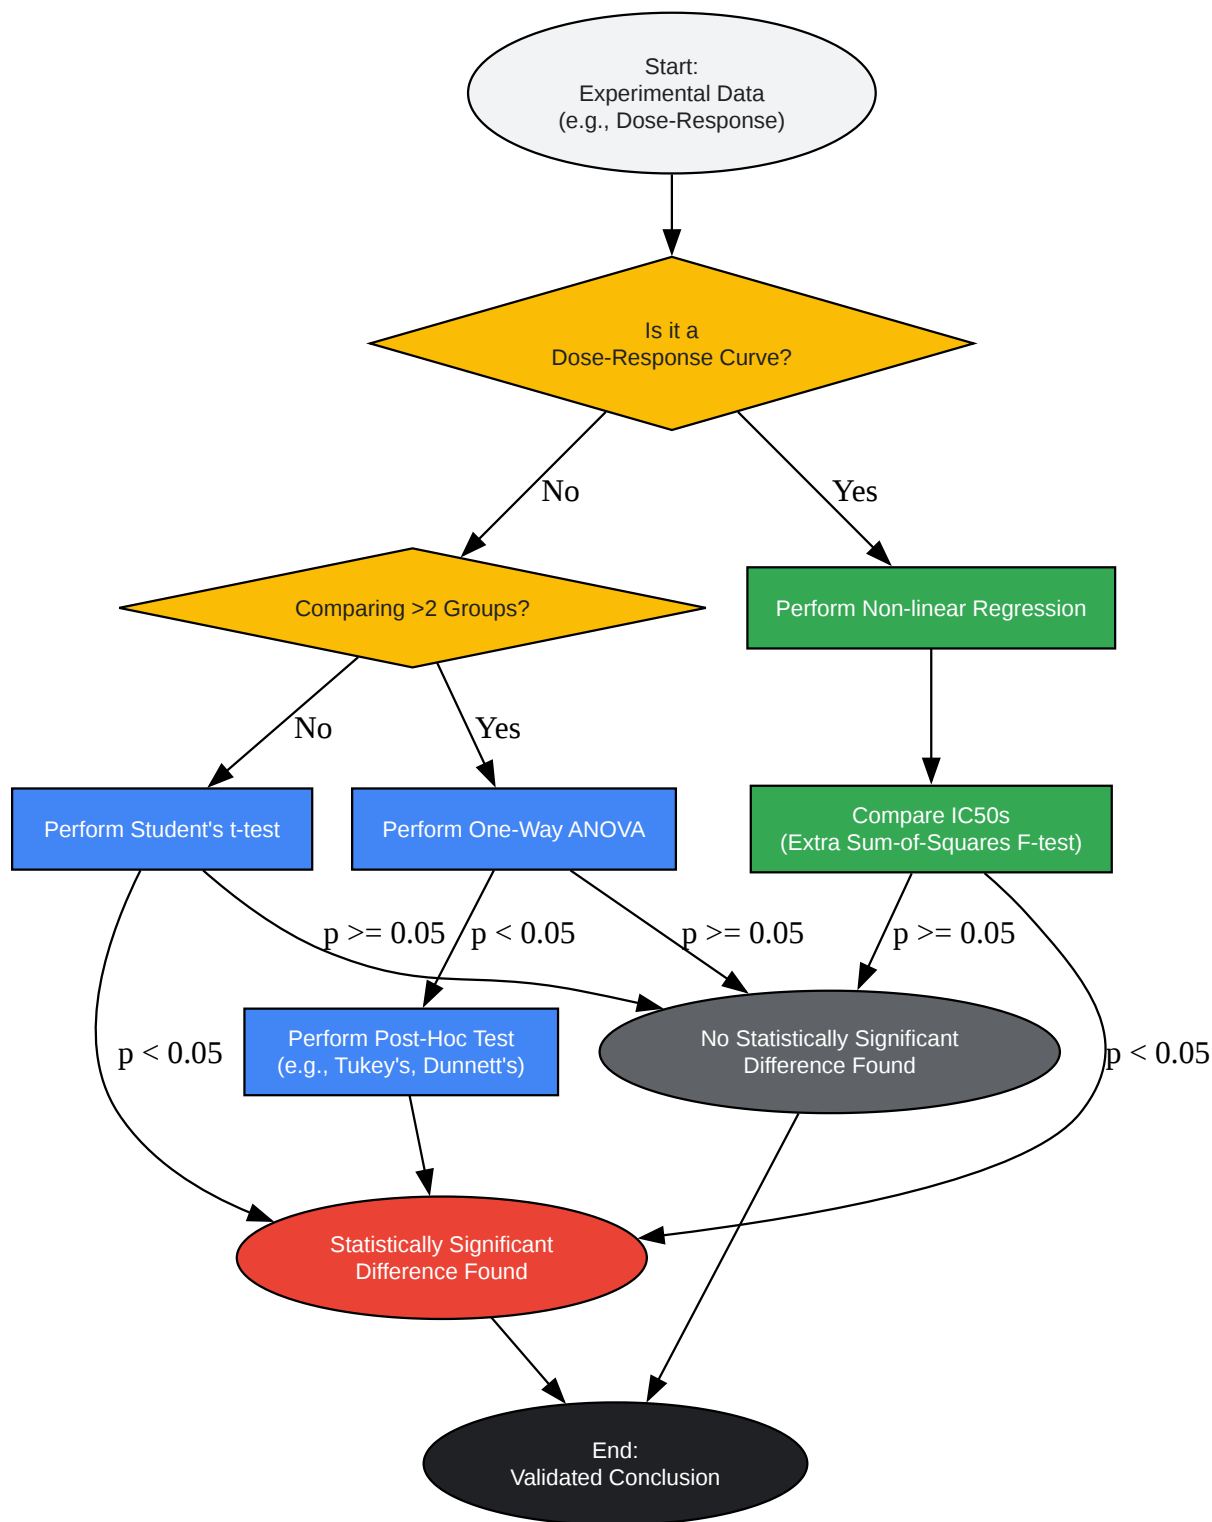 Start:
Experimental Data
(e.g., Dose-Response)
Is it a
Dose-Response Curve?
No
Yes
Comparing >2 Groups?
Perform Non-linear Regression
No
Yes
Perform Student's t-test
Perform One-Way ANOVA
Compare IC50s
(Extra Sum-of-Squares F-test)
p >= 0.05
p < 0.05
p >= 0.05
p >= 0.05
Perform Post-Hoc Test
(e.g., Tukey's, Dunnett's)
No Statistically Significant
Difference Found
p < 0.05
p < 0.05
Statistically Significant
Difference Found
End:
Validated Conclusion